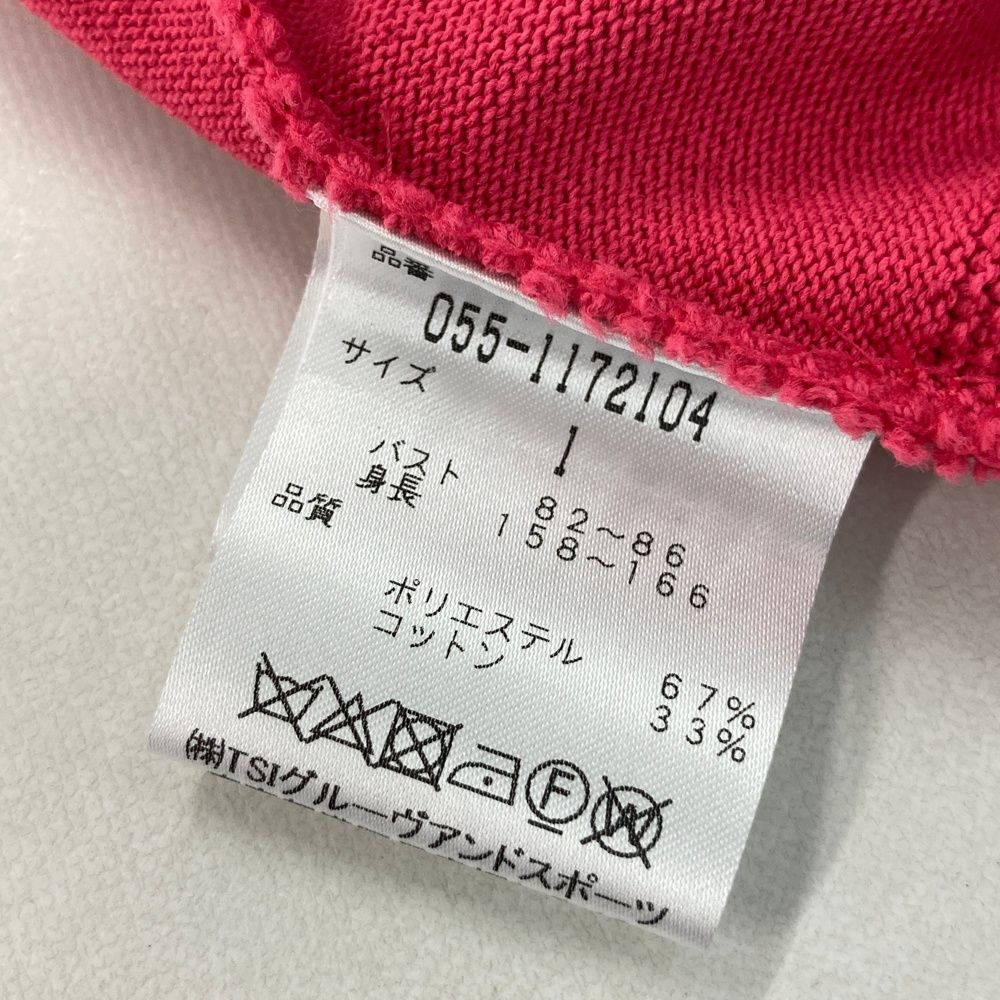 品番
055-1172104
サイズ 1
バスト 82～86
身長 158～166
品質
ポリエステル 67%
コットン 33%
F W
㈱TSIグルーヴアンドスポーツ